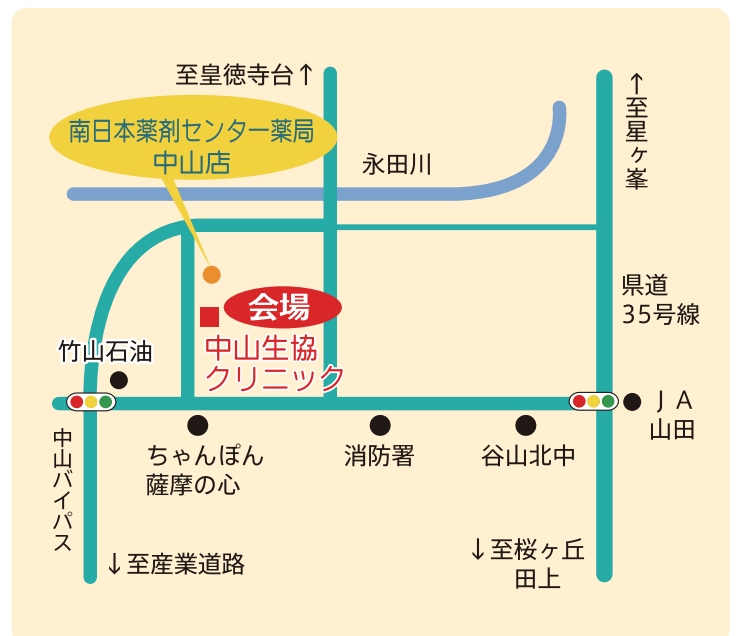 至皇徳寺台↑
南日本薬剤センター薬局
中山店
永田川
↑至星ヶ峯
会場
中山生協
クリニック
県道
35号線
竹山石油
JA
山田
中山バイパス
ちゃんぽん
薩摩の心
消防署
谷山北中
↓至産業道路
↓至桜ヶ丘
田上